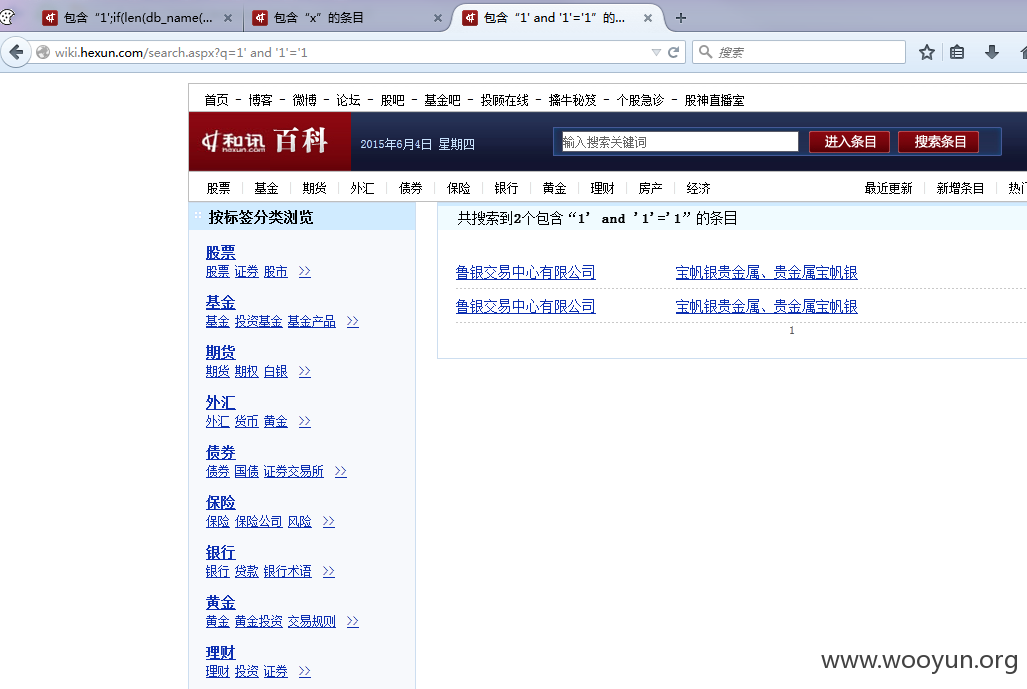 包含 “1';if(len(db_name(...
包含 “x” 的条目
包含 “1' and '1'='1” 的...
wiki.hexun.com/search.aspx?q=1' and '1'='1
搜索
首页 - 博客 - 微博 - 论坛 - 股吧 - 基金吧 - 投顾在线 - 擒牛秘笈 - 个股急诊 - 股神直播室
和讯 百科
hexun.com
2015年6月4日 星期四
输入搜索关键词
进入条目
搜索条目
股票 基金 期货 外汇 债券 保险 银行 黄金 理财 房产 经济 最近更新 新增条目 热门
按标签分类浏览
共搜索到2个包含“1' and '1'='1”的条目
股票
股票 证券 股市 >>
鲁银交易中心有限公司 宝帆银贵金属、贵金属宝帆银
基金
鲁银交易中心有限公司 宝帆银贵金属、贵金属宝帆银
基金 投资基金 基金产品 >>
1
期货
期货 期权 白银 >>
外汇
外汇 货币 黄金 >>
债券
债券 国债 证券交易所 >>
保险
保险 保险公司 风险 >>
银行
银行 贷款 银行术语 >>
黄金
黄金 黄金投资 交易规则 >>
理财
理财 投资 证券 >>
www.wooyun.org